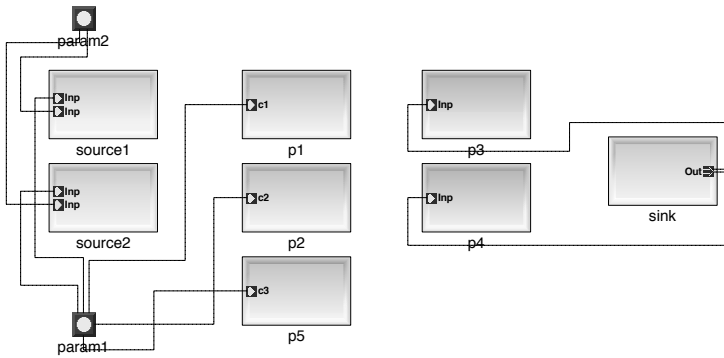 param2
Inp
Inp
source1
c1
p1
Inp
p3
Out
sink
Inp
Inp
source2
c2
p2
Inp
p4
c3
p5
param1